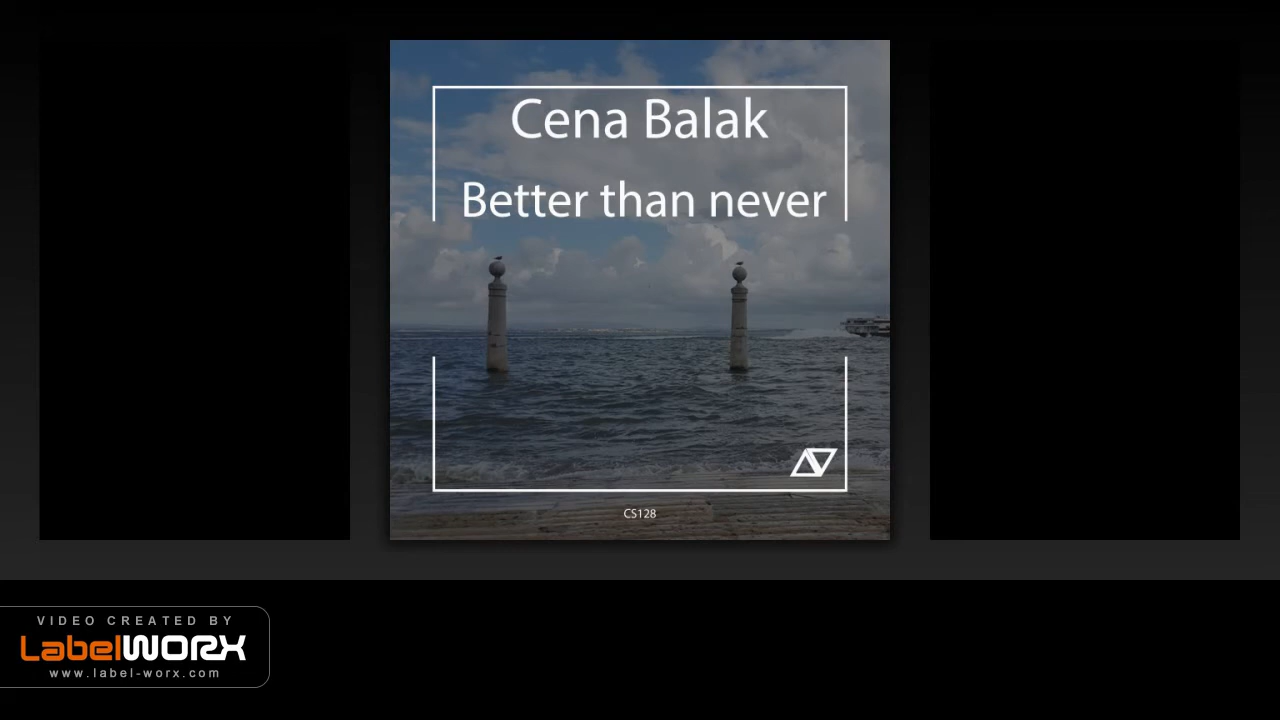 Cena Balak
Better than never
CS128
VIDEO CREATED BY
LabelWORX
www.label-worx.com